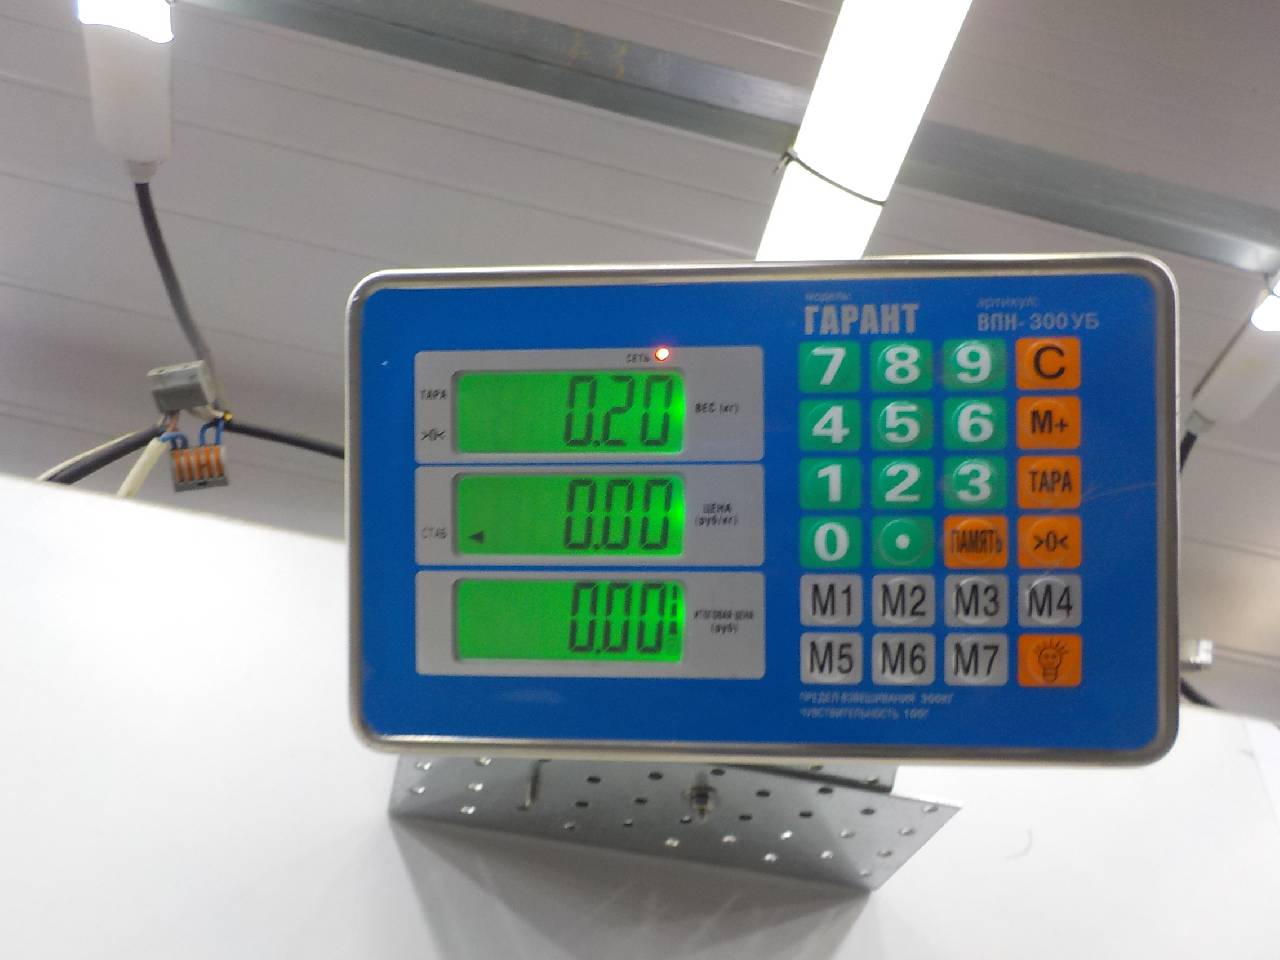 модель:
ГАРАНТ
артикул:
ВПН-300УБ
СЕТЬ
ТАРА
>0<
0.20
ВЕС (кг)
СТАБ
0.00
ЦЕНА
(руб/кг)
0.00
ИТОГОВАЯ ЦЕНА
(руб)
7 8 9 C
4 5 6 M+
1 2 3 ТАРА
0 . ПАМЯТЬ >0<
M1 M2 M3 M4
M5 M6 M7
ПРЕДЕЛ ВЗВЕШИВАНИЯ 300КГ
ЧУВСТВИТЕЛЬНОСТЬ 100Г